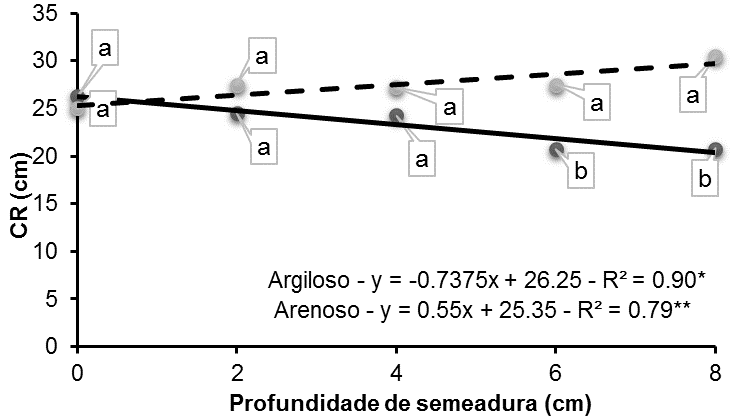 35
30
25
20
15
10
5
0
CR (cm)
a
a
a
a
a
a
a
a
b
b
Argiloso - y = -0.7375x + 26.25 - R² = 0.90*
Arenoso - y = 0.55x + 25.35 - R² = 0.79**
0 2 4 6 8
Profundidade de semeadura (cm)